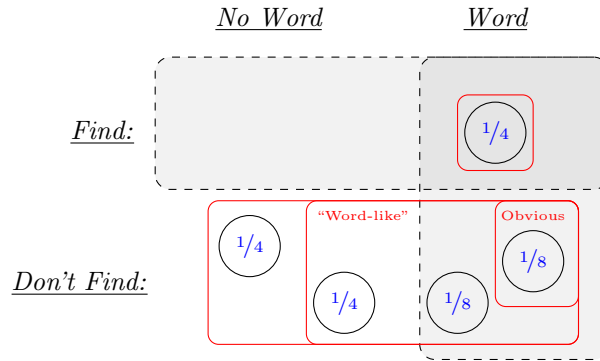 No Word Word
Find:
1/4
"Word-like" Obvious
1/4
1/8
Don't Find:
1/4 1/8